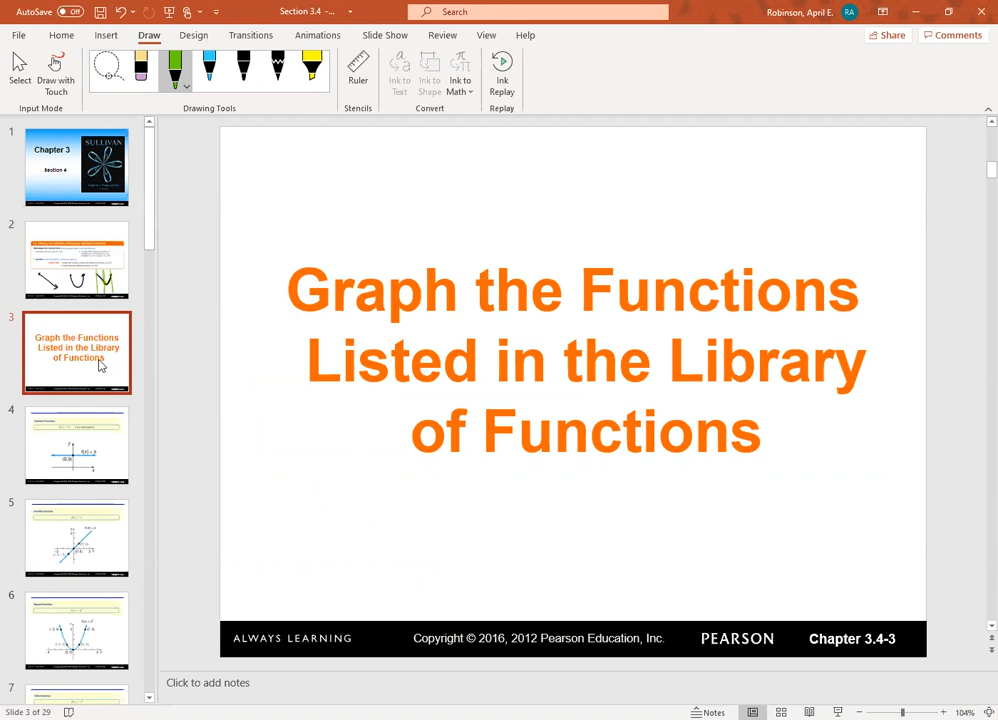 AutoSave Off
Section 3.4 -...
Search
Robinson, April E. RA
File Home Insert Draw Design Transitions Animations Slide Show Review View Help
Share Comments
Select
Draw with Touch
Ruler
Ink to Text
Ink to Shape
Ink to Math
Ink Replay
Input Mode Drawing Tools Stencils Convert Replay
1
Chapter 3
Section 4
SULLIVAN
2
3
Graph the Functions
Listed in the Library
of Functions
4
5
6
7
Graph the Functions
Listed in the Library
of Functions
ALWAYS LEARNING Copyright © 2016, 2012 Pearson Education, Inc. PEARSON Chapter 3.4-3
Click to add notes
Slide 3 of 29 Notes 104%